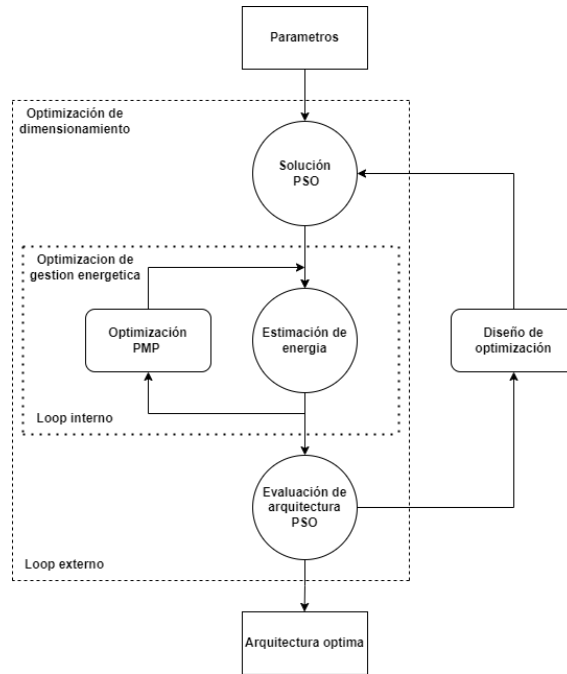 Parametros
Optimización de
dimensionamiento
Solución
PSO
Optimizacion de
gestion energetica
Optimización
PMP
Estimación de
energia
Diseño de
optimización
Loop interno
Evaluación de
arquitectura
PSO
Loop externo
Arquitectura optima